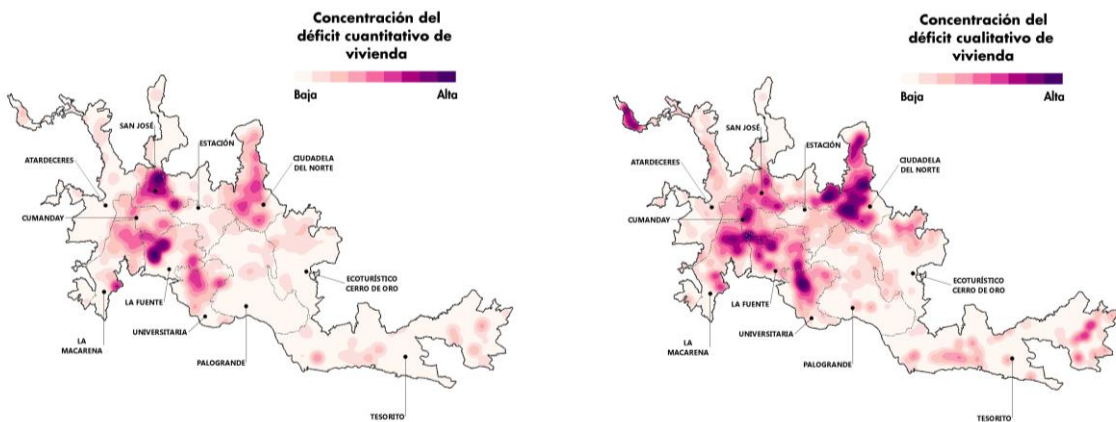 Concentración del
déficit cuantitativo de
vivienda
Baja
Alta
SAN JOSÉ
ESTACIÓN
ATARDECERES
CIUDADELA
DEL NORTE
CUMANDAY
ECOTURÍSTICO
CERRO DE ORO
LA FUENTE
UNIVERSITARIA
LA
MACARENA
PALOGRANDE
TESORITO
Concentración del
déficit cualitativo de
vivienda
Baja
Alta
SAN JOSÉ
ESTACIÓN
ATARDECERES
CIUDADELA
DEL NORTE
CUMANDAY
ECOTURÍSTICO
CERRO DE ORO
LA FUENTE
UNIVERSITARIA
LA
MACARENA
PALOGRANDE
TESORITO